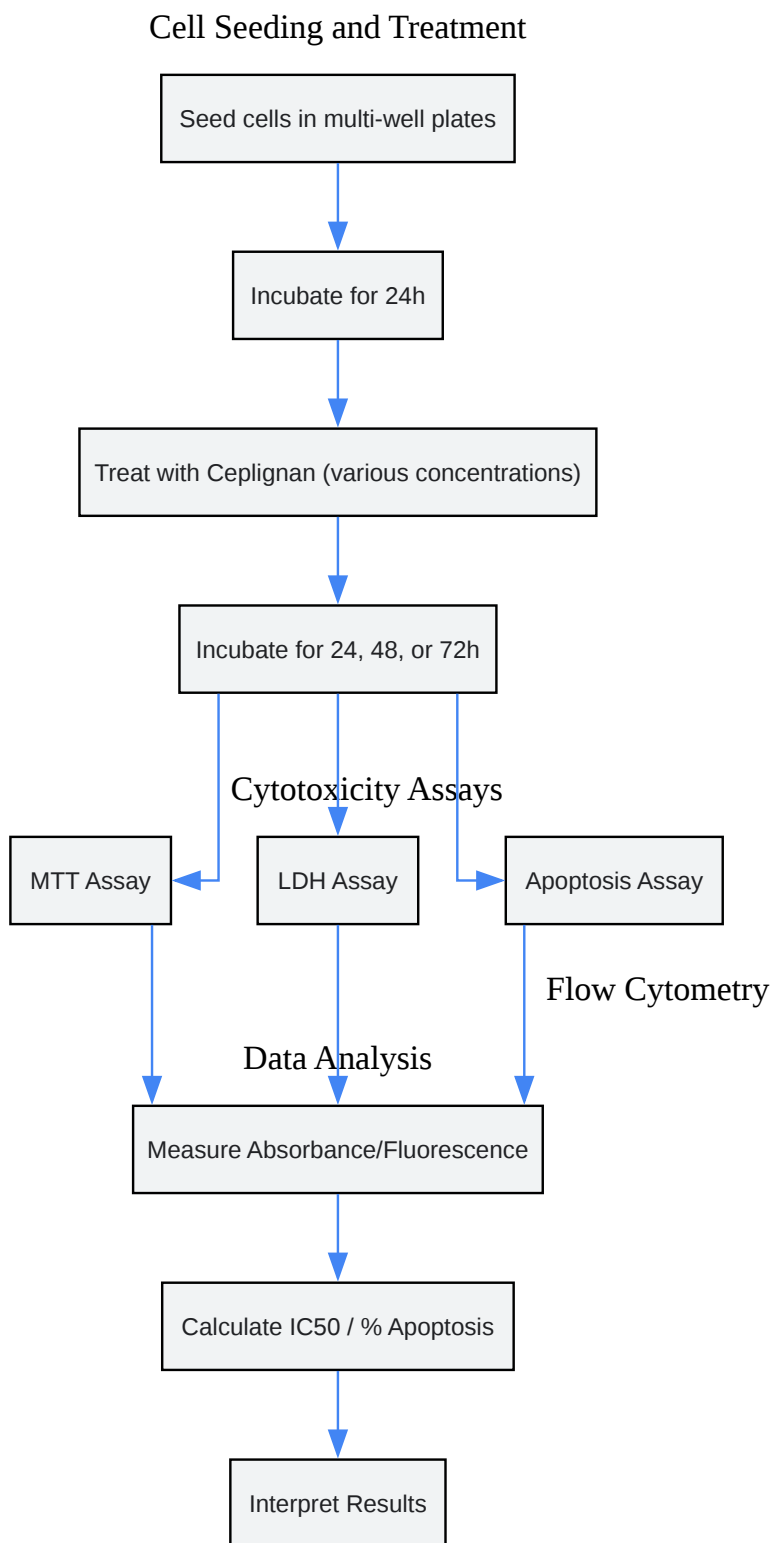 Cell Seeding and Treatment
Seed cells in multi-well plates
Incubate for 24h
Treat with Ceplignan (various concentrations)
Incubate for 24, 48, or 72h
Cytotoxicity Assays
MTT Assay
LDH Assay
Apoptosis Assay
Flow Cytometry
Data Analysis
Measure Absorbance/Fluorescence
Calculate IC50 / % Apoptosis
Interpret Results